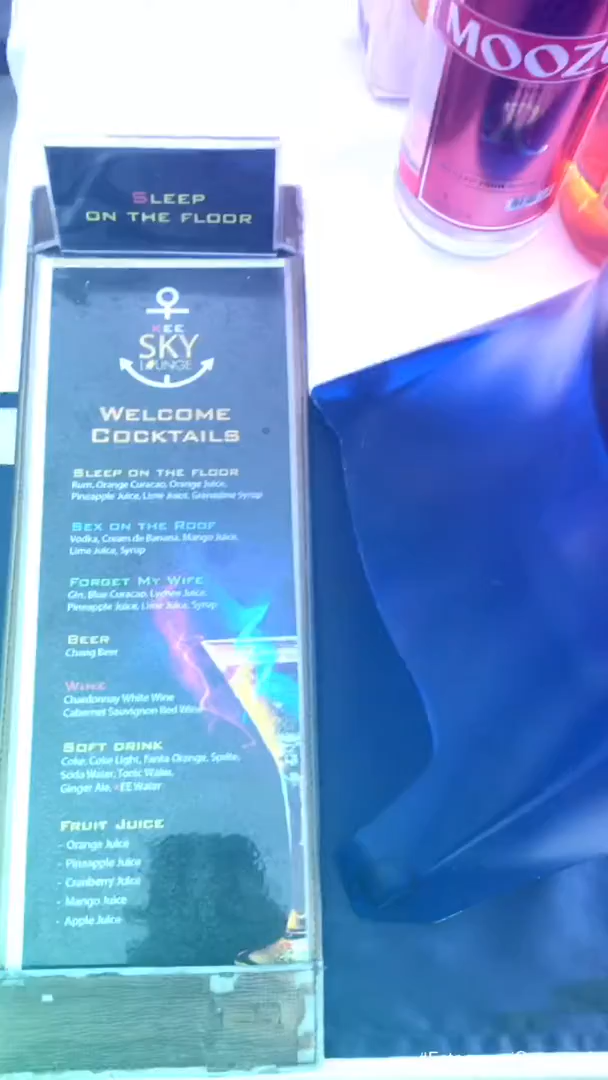 MOOZ
SLEEP
ON THE FLOOR
KEE
SKY
LOUNGE
WELCOME
COCKTAILS
SLEEP ON THE FLOOR
Rum, Orange Curacao, Orange Juice,
Pineapple Juice, Lime Juice, Grenadine Syrup
SEX ON THE ROOF
Vodka, Cream de Banana, Mango Juice,
Lime Juice, Syrup
FORGET MY WIFE
Gin, Blue Curacao, Lychee Juice,
Pineapple Juice, Lime Juice, Syrup
BEER
Chang Beer
WINE
Chardonnay White Wine
Cabernet Sauvignon Red Wine
SOFT DRINK
Coke, Coke Light, Fanta Orange, Sprite,
Soda Water, Tonic Water,
Ginger Ale, KEE Water
FRUIT JUICE
- Orange Juice
- Pineapple Juice
- Cranberry Juice
- Mango Juice
- Apple Juice